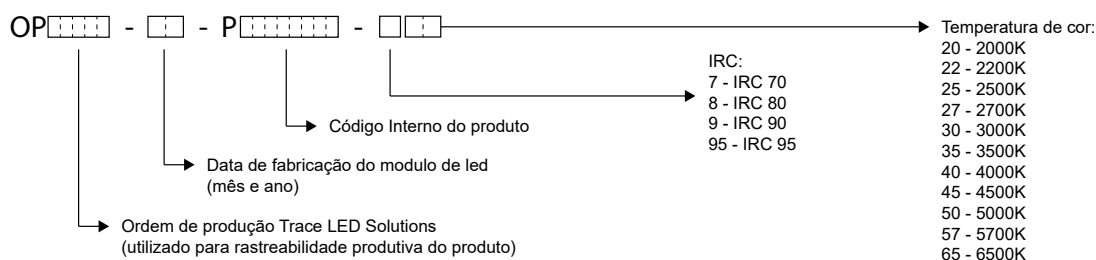 OP - - P -
Temperatura de cor:
20 - 2000K
22 - 2200K
25 - 2500K
27 - 2700K
30 - 3000K
35 - 3500K
40 - 4000K
45 - 4500K
50 - 5000K
57 - 5700K
65 - 6500K
IRC:
7 - IRC 70
8 - IRC 80
9 - IRC 90
95 - IRC 95
Código Interno do produto
Data de fabricação do modulo de led
(mês e ano)
Ordem de produção Trace LED Solutions
(utilizado para rastreabilidade produtiva do produto)